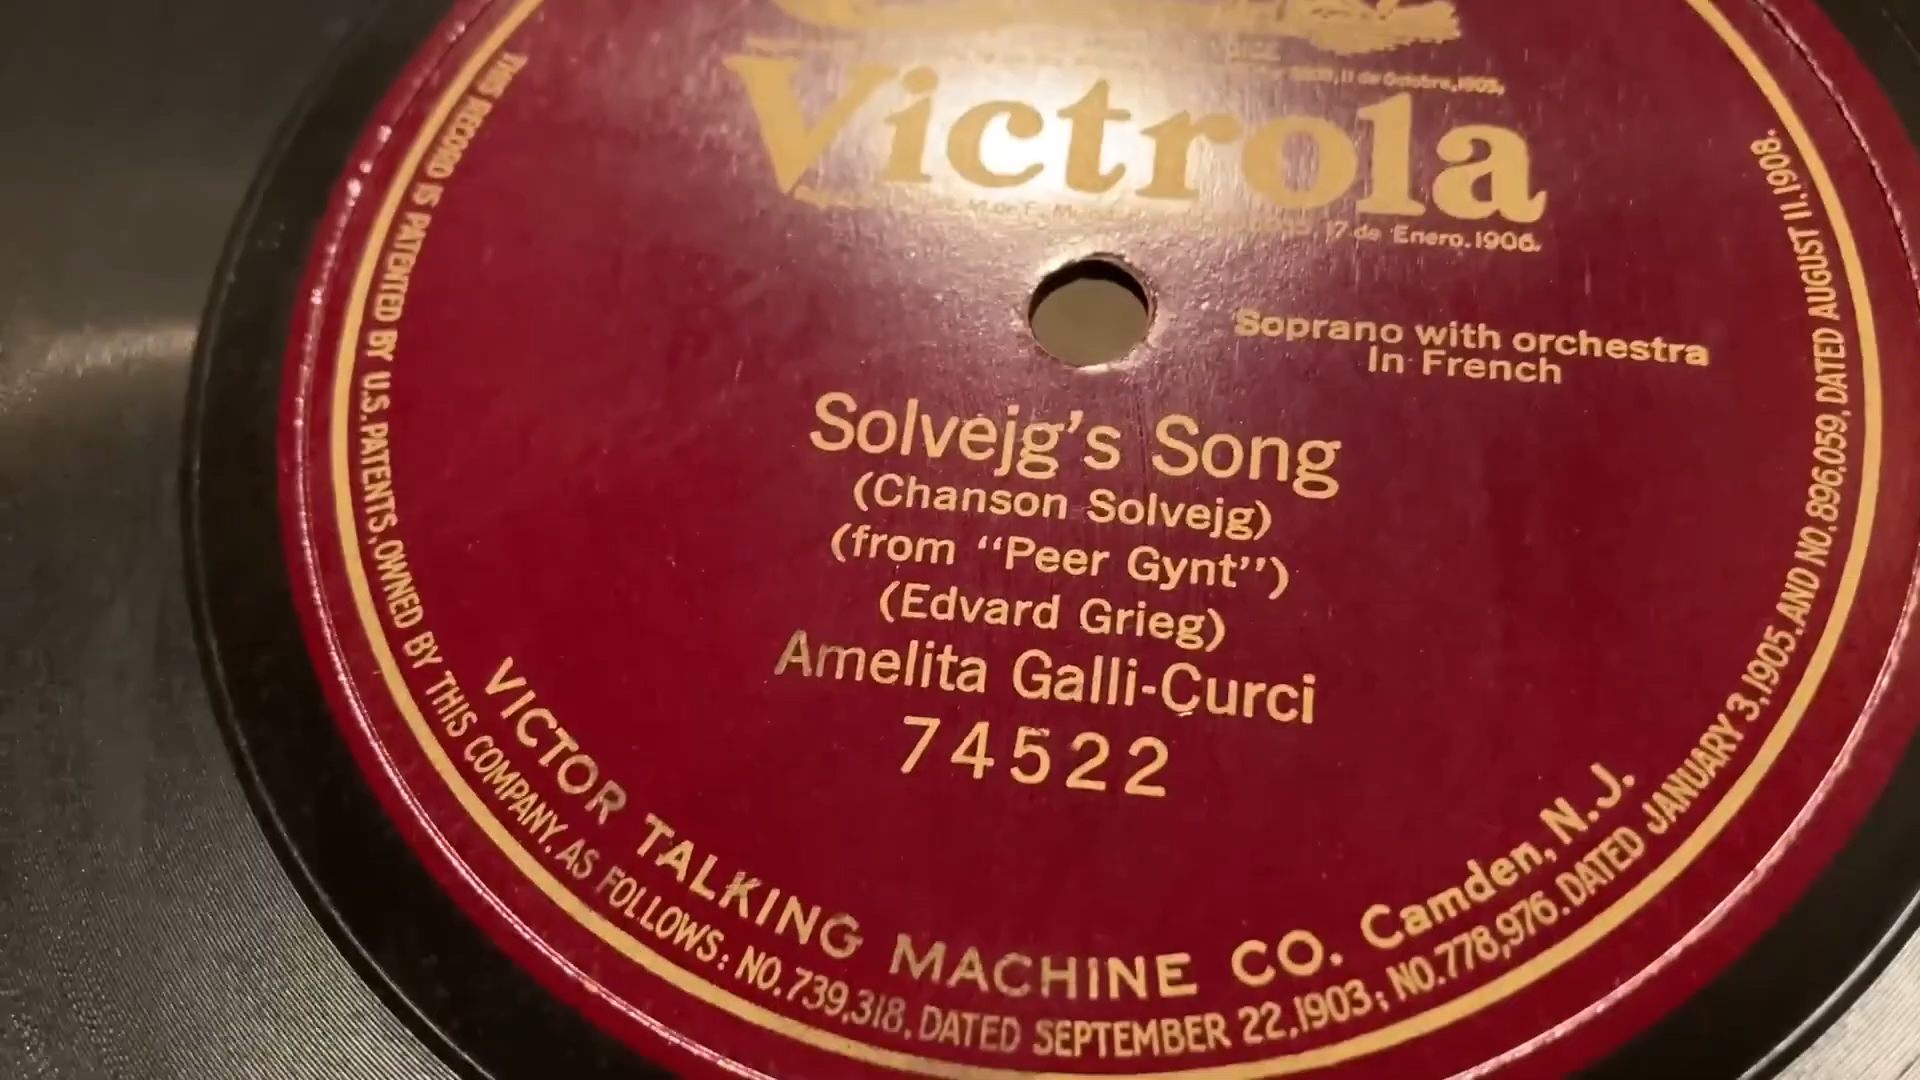 11 de Octubre,1905.
Victrola
17 de Enero.1906.
Soprano with orchestra
In French
Solvejg's Song
(Chanson Solvejg)
(from "Peer Gynt")
(Edvard Grieg)
Amelita Galli-Curci
74522
VICTOR TALKING MACHINE CO. Camden, N. J.
THIS RECORD IS PATENTED BY U.S. PATENTS, OWNED BY THIS COMPANY, AS FOLLOWS: NO. 739,318, DATED SEPTEMBER 22, 1903; NO. 778,976. DATED JANUARY 3, 1905. AND NO. 896,059, DATED AUGUST 11, 1908.